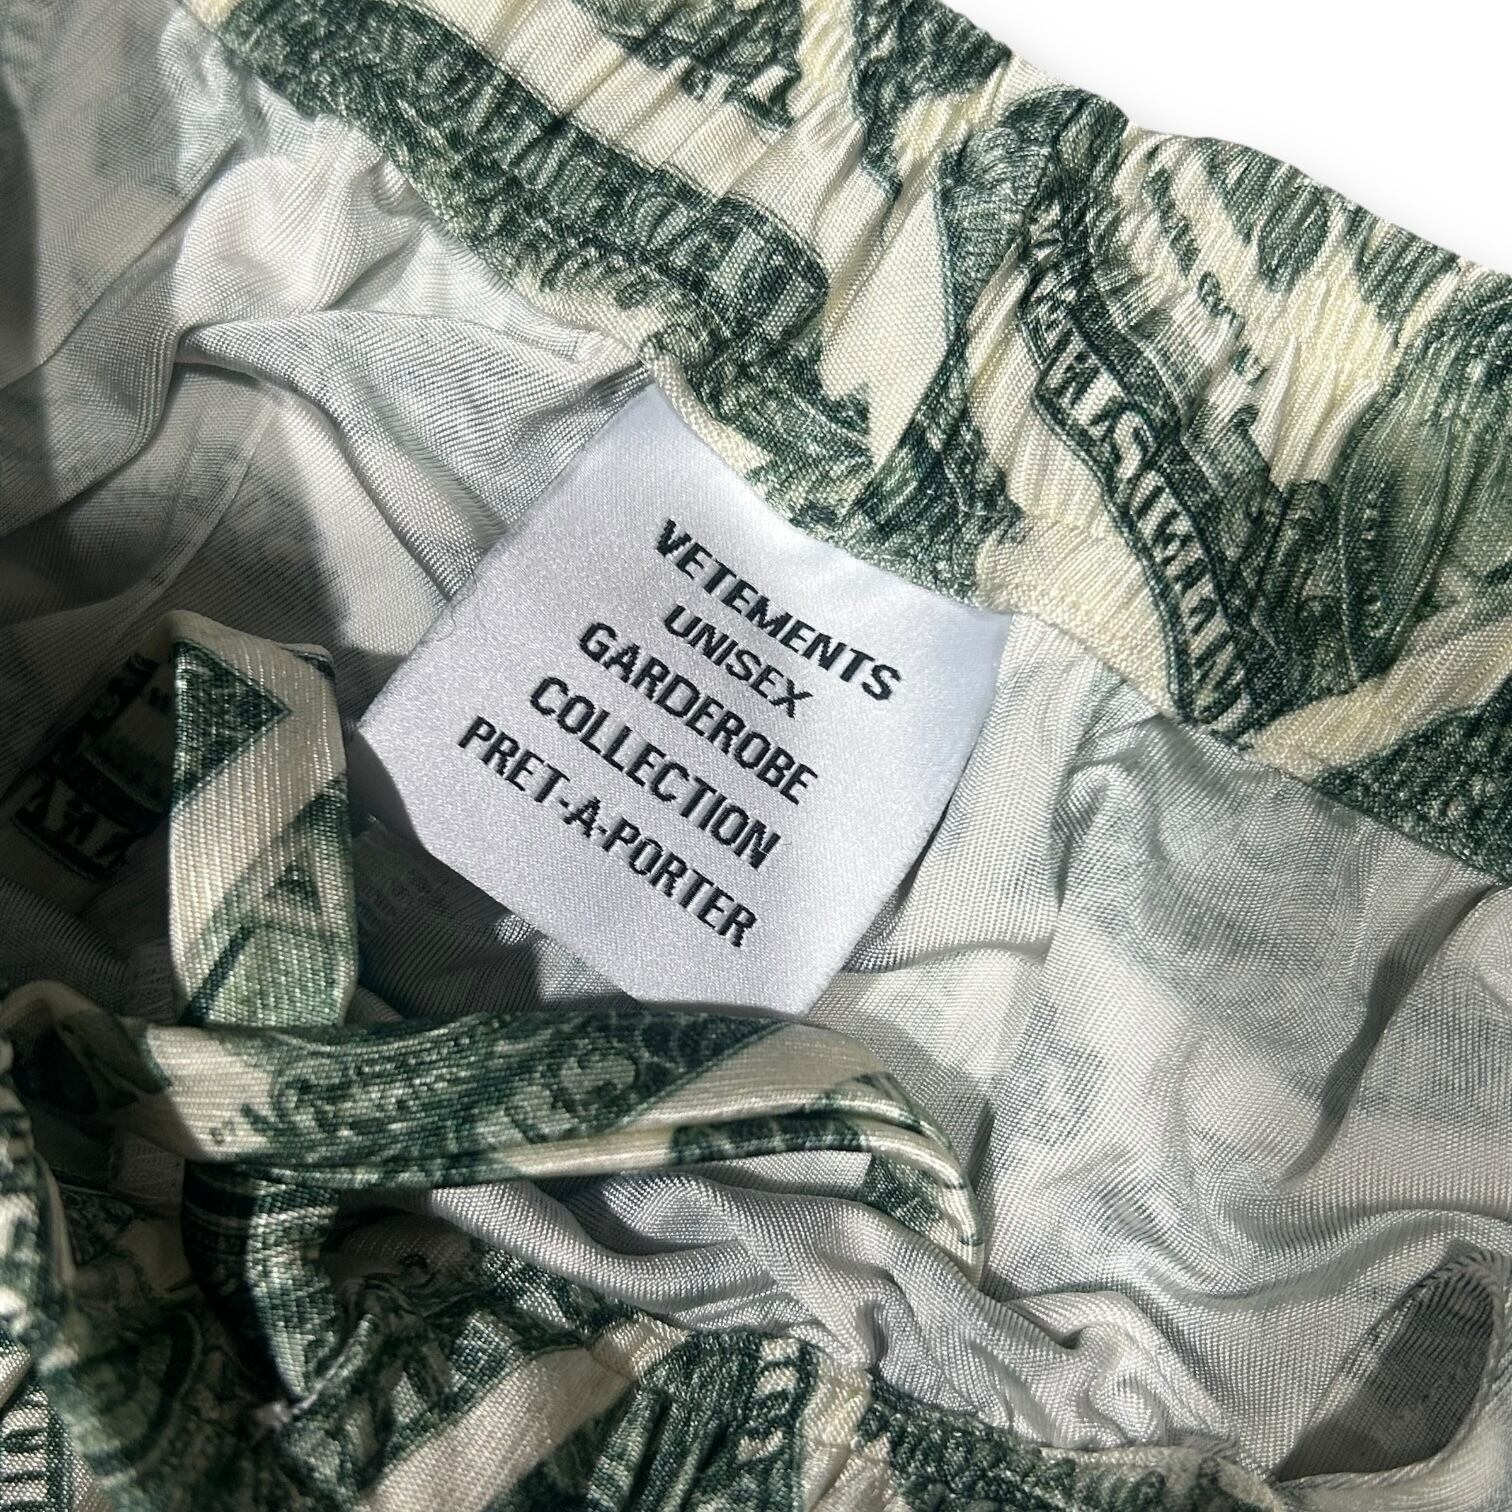 VETEMENTS
UNISEX
GARDEROBE
COLLECTION
PRET-A-PORTER